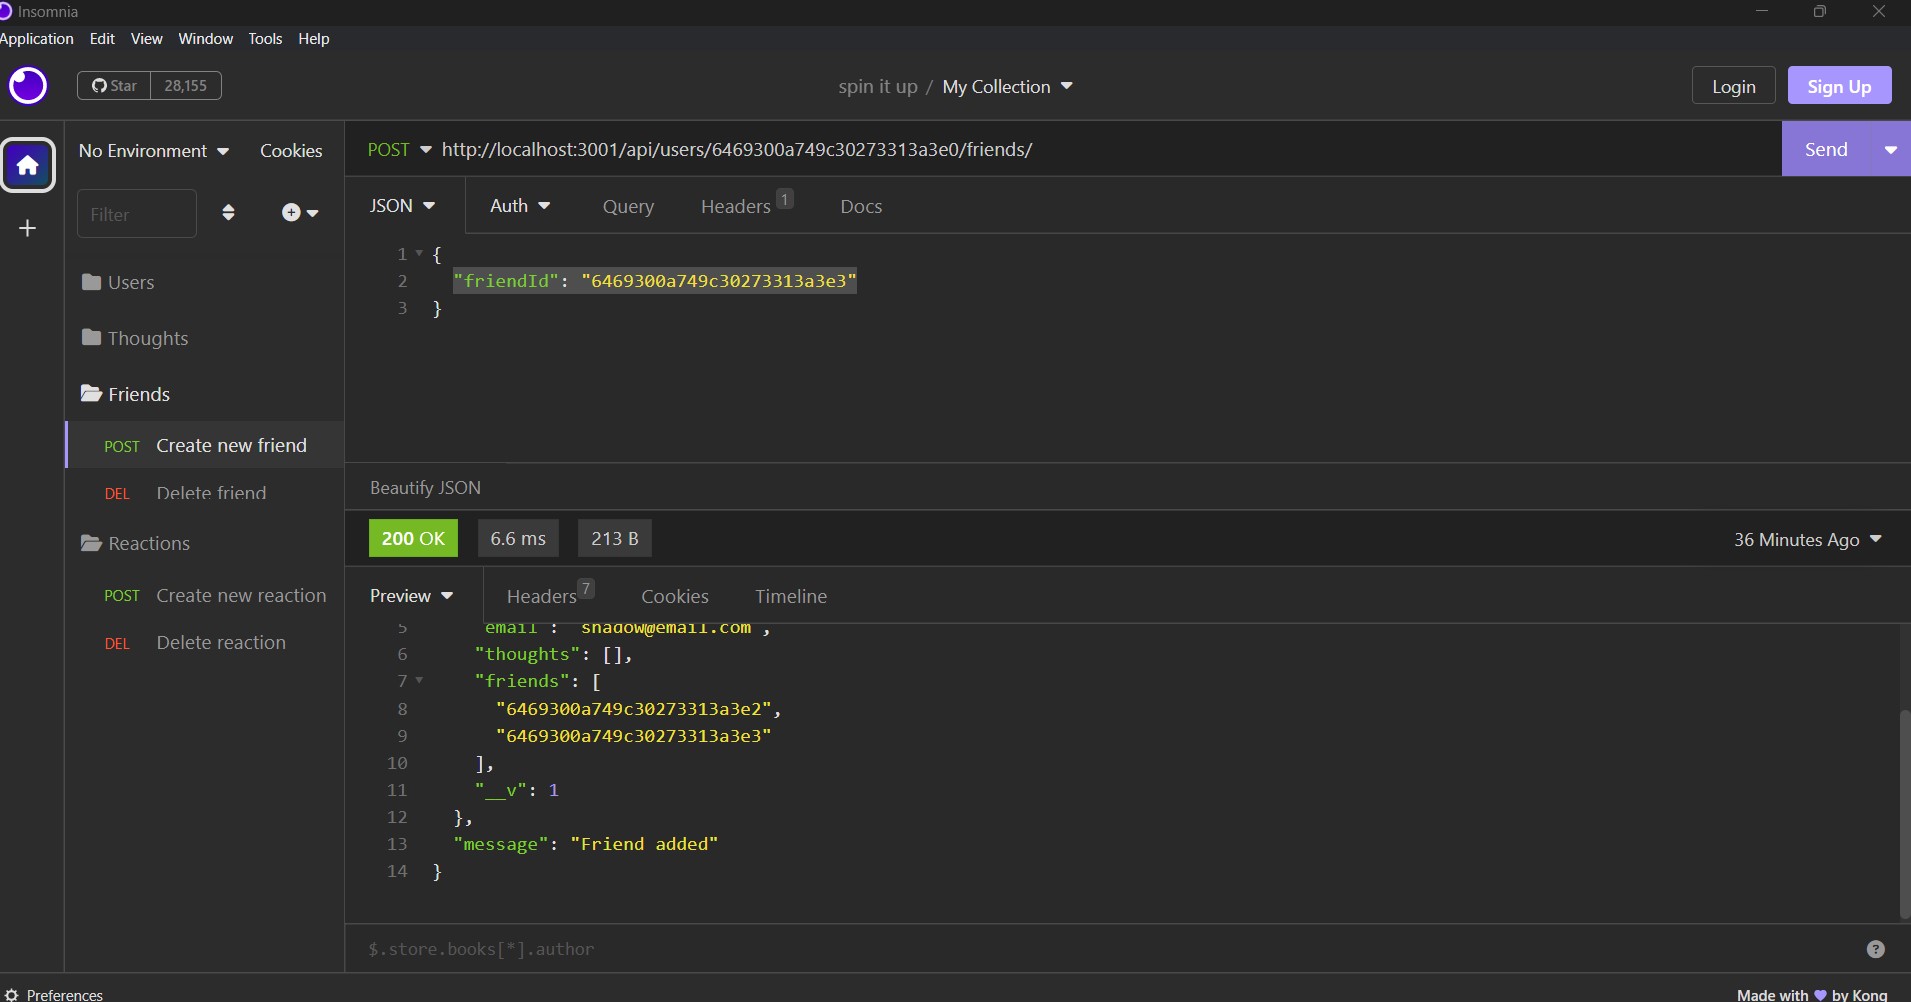 Insomnia
Application Edit View Window Tools Help
Star 28,155
spin it up / My Collection
Login
Sign Up
No Environment
Cookies
POST http://localhost:3001/api/users/6469300a749c30273313a3e0/friends/
Send
Filter
JSON
Auth
Query
Headers 1
Docs
1 {
2 "friendId": "6469300a749c30273313a3e3"
3 }
Users
Thoughts
Friends
POST Create new friend
DEL Delete friend
Reactions
POST Create new reaction
DEL Delete reaction
Beautify JSON
200 OK
6.6 ms
213 B
36 Minutes Ago
Preview
Headers 7
Cookies
Timeline
5 "email": "shadow@email.com",
6 "thoughts": [],
7 "friends": [
8 "6469300a749c30273313a3e2",
9 "6469300a749c30273313a3e3"
10 ],
11 "__v": 1
12 },
13 "message": "Friend added"
14 }
$.store.books[*].author
?
Preferences
Made with by Kong